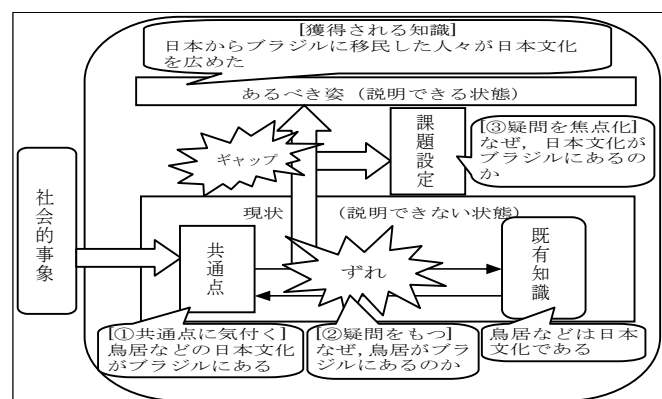 [獲得される知識]
日本からブラジルに移民した人々が日本文化
を広めた
あるべき姿（説明できる状態）
ギャップ
課題設定
[③疑問を焦点化]
なぜ，日本文化が
ブラジルにあるの
か
社会的事象
現状　（説明できない状態）
共通点
ずれ
既有知識
[①共通点に気付く]
鳥居などの日本文化
がブラジルにある
[②疑問をもつ]
なぜ,鳥居がブラ
ジルにあるのか
鳥居などは日本
文化である